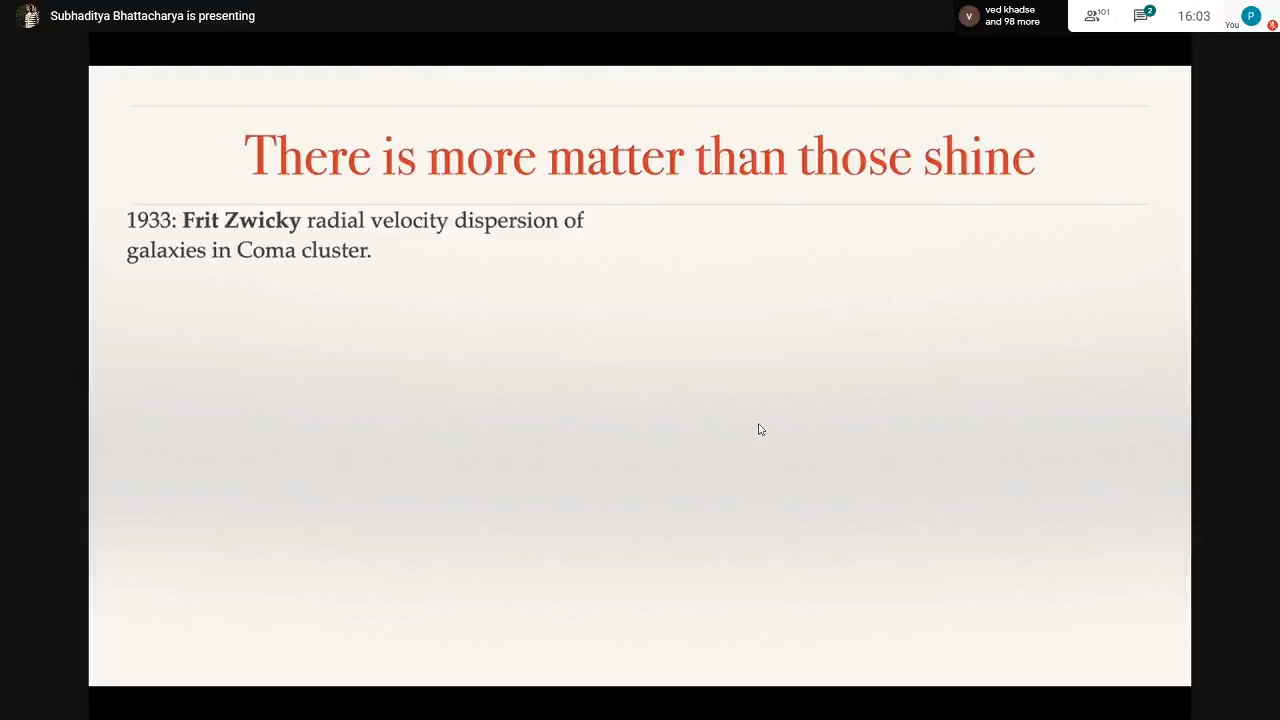 Subhaditya Bhattacharya is presenting
v
ved khadse
and 98 more
101
2
16:03
P
You
There is more matter than those shine
1933: Frit Zwicky radial velocity dispersion of
galaxies in Coma cluster.